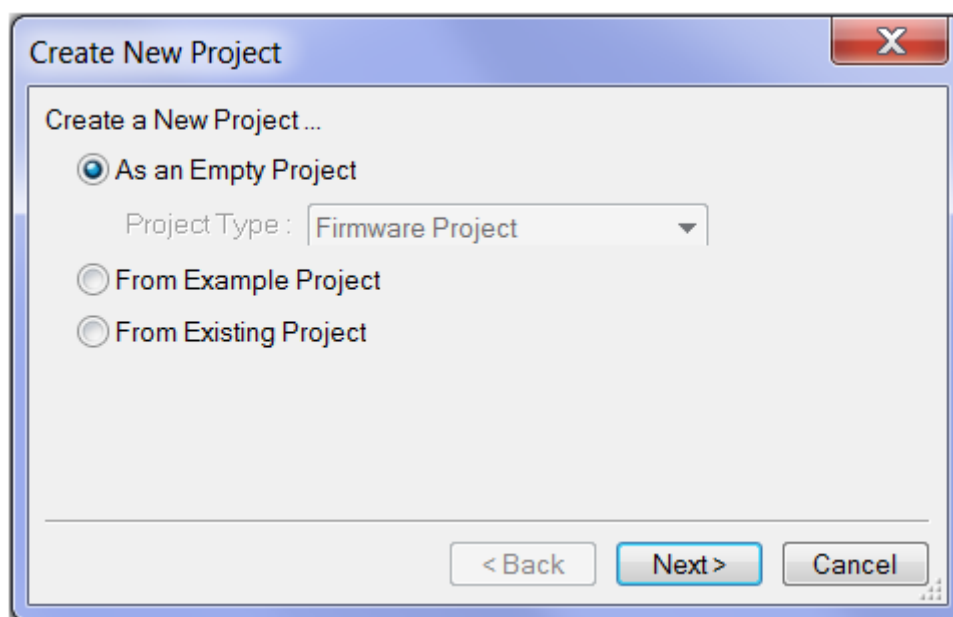 Create New Project
Create a New Project ...
As an Empty Project
Project Type : Firmware Project
From Example Project
From Existing Project
< Back Next > Cancel